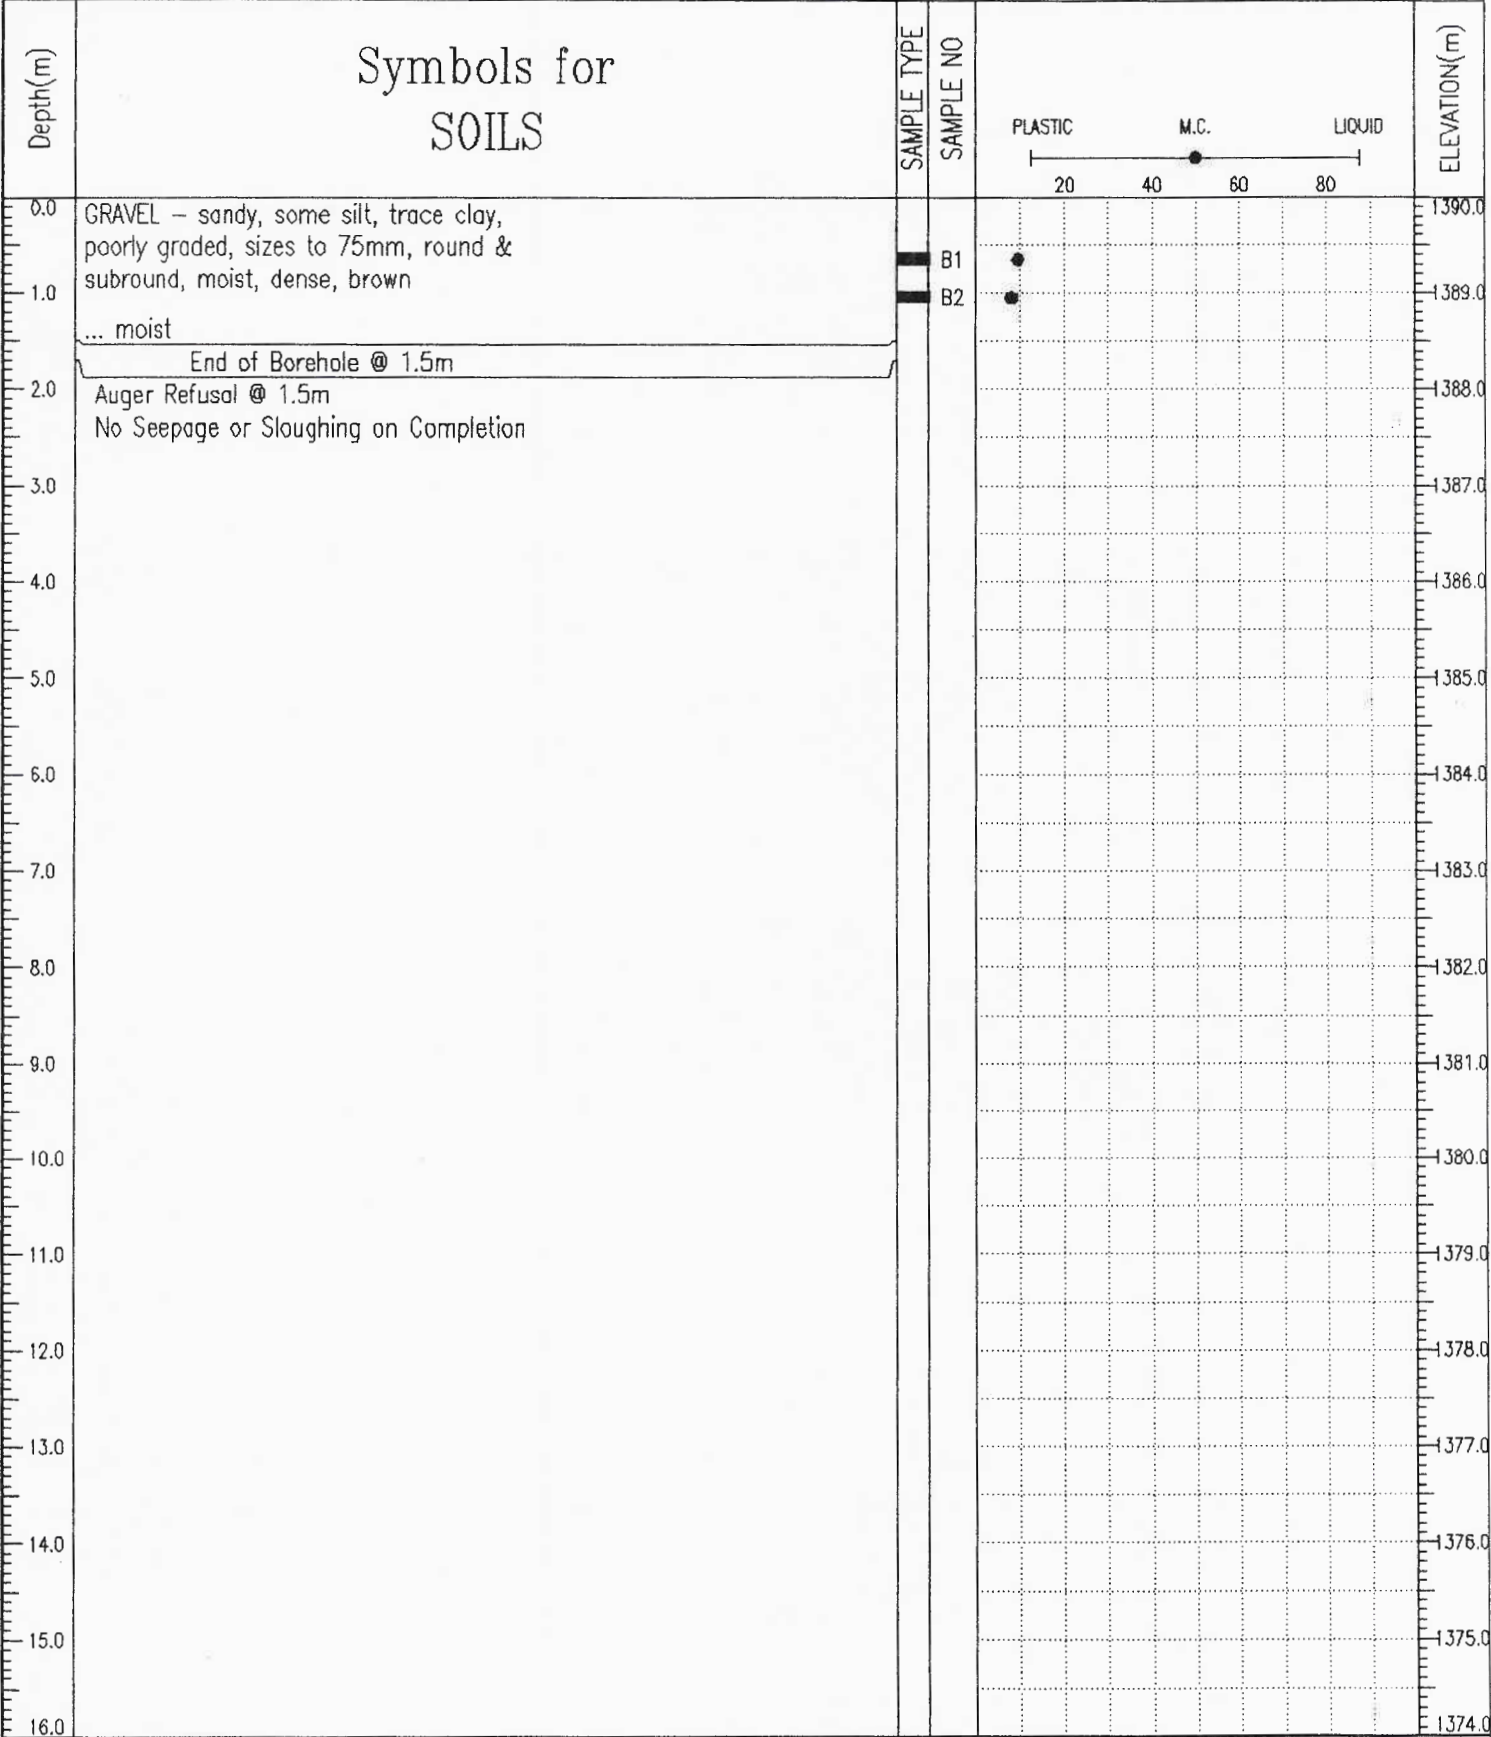 Depth(m)
Symbols for
SOILS
SAMPLE TYPE
SAMPLE NO
PLASTIC M.C. LIQUID
20 40 60 80
ELEVATION(m)
0.0
GRAVEL – sandy, some silt, trace clay,
poorly graded, sizes to 75mm, round &
subround, moist, dense, brown
... moist
End of Borehole @ 1.5m
Auger Refusal @ 1.5m
No Seepage or Sloughing on Completion
B1
B2
1.0
2.0
3.0
4.0
5.0
6.0
7.0
8.0
9.0
10.0
11.0
12.0
13.0
14.0
15.0
16.0
1390.0
1389.0
1388.0
1387.0
1386.0
1385.0
1384.0
1383.0
1382.0
1381.0
1380.0
1379.0
1378.0
1377.0
1376.0
1375.0
1374.0